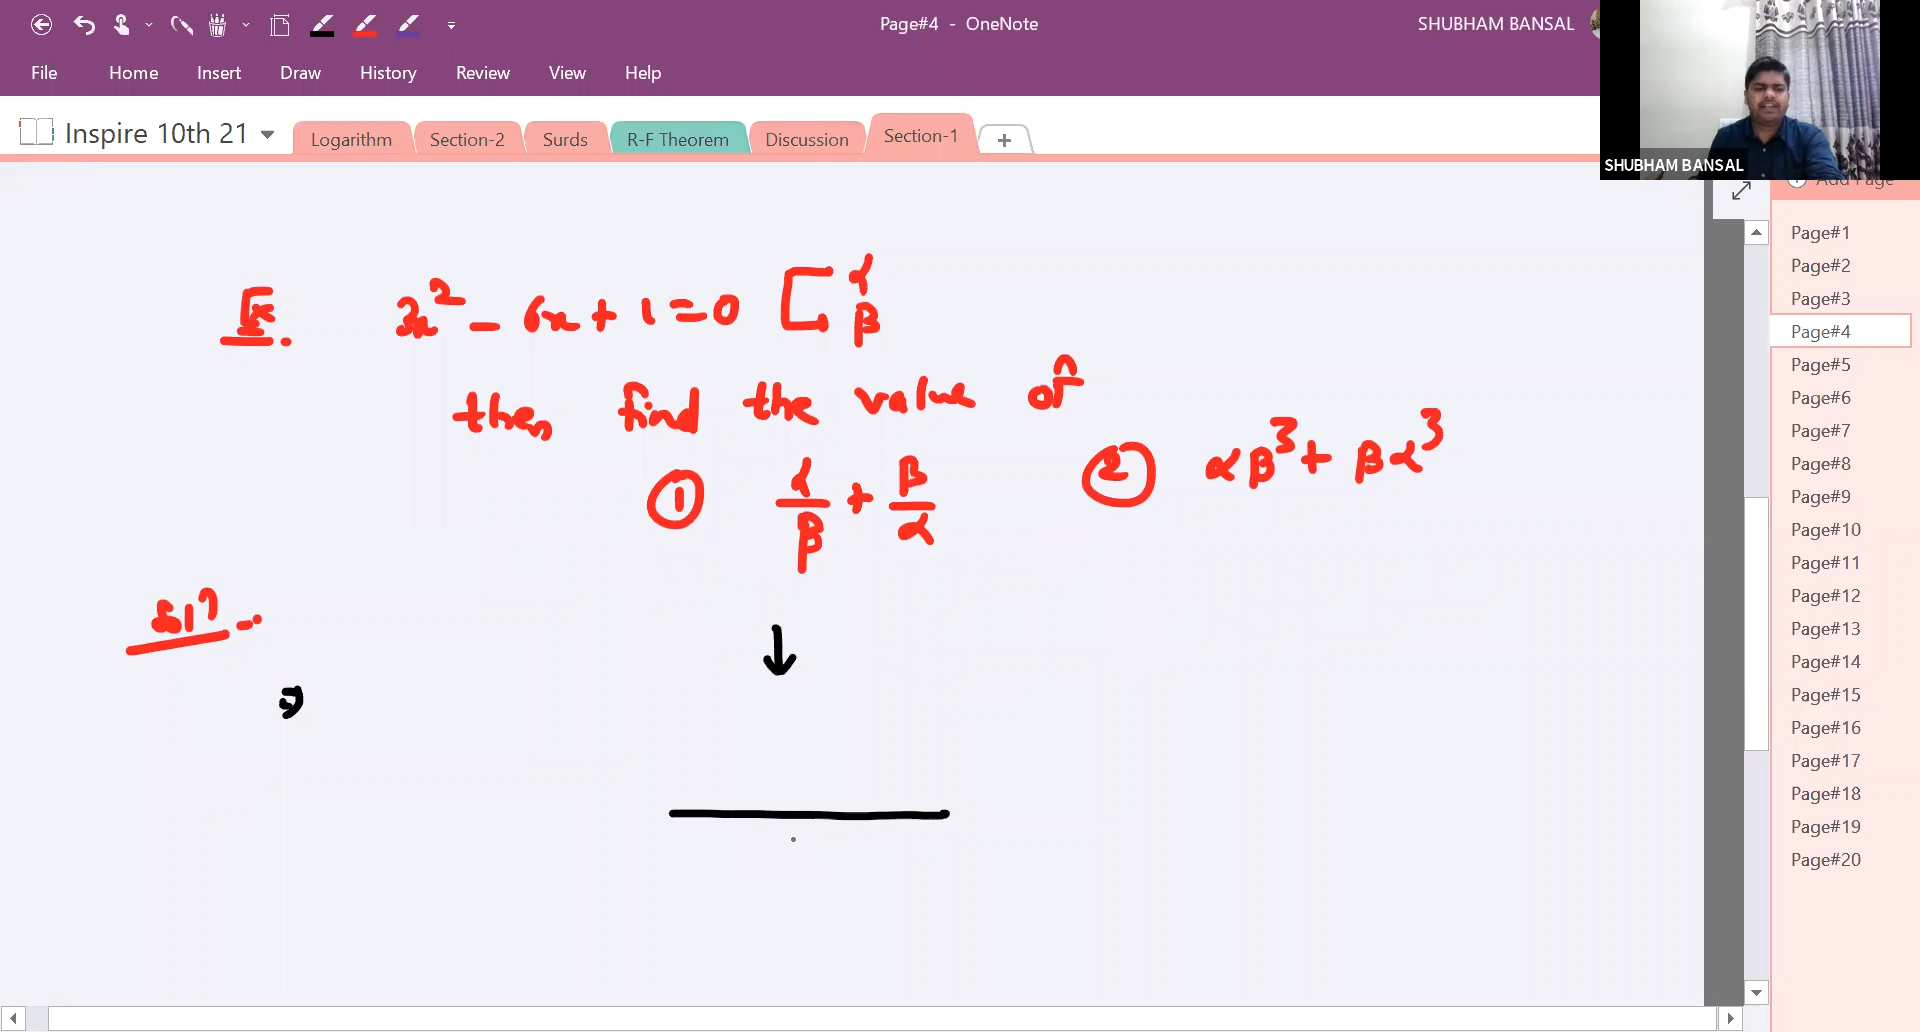 Page#4 - OneNote
SHUBHAM BANSAL
File Home Insert Draw History Review View Help
Inspire 10th 21
Logarithm Section-2 Surds R-F Theorem Discussion Section-1 +
SHUBHAM BANSAL
Add Page
Page#1
Page#2
Page#3
Page#4
Page#5
Page#6
Page#7
Page#8
Page#9
Page#10
Page#11
Page#12
Page#13
Page#14
Page#15
Page#16
Page#17
Page#18
Page#19
Page#20
Ex.
x² - 6x + 1 = 0 [ α β
then find the value of
① α/β + β/α ② αβ³ + βα³
Solⁿ -
⇒